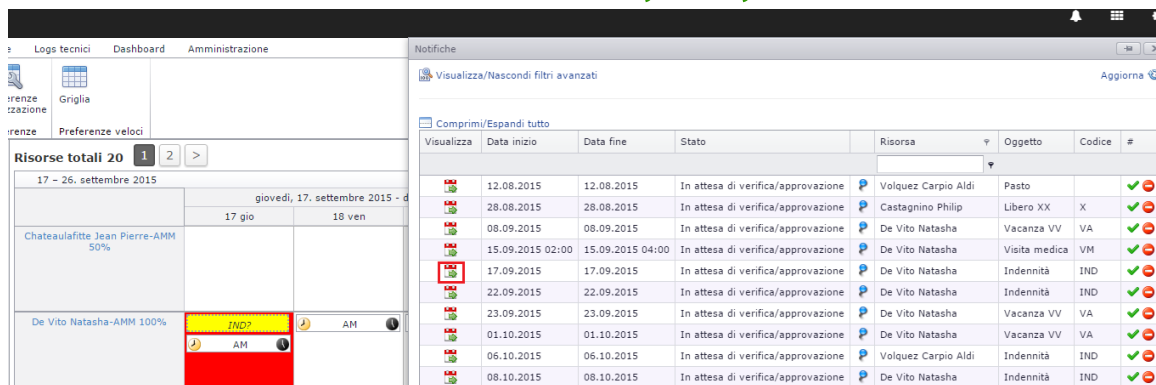 Logs tecnici Dashboard Amministrazione
Notifiche
Visualizza/Nascondi filtri avanzati
Aggiorna
Griglia
Preferenze veloci
Comprimi/Espandi tutto
Visualizza Data inizio Data fine Stato Risorsa Oggetto Codice #
12.08.2015 12.08.2015 In attesa di verifica/approvazione Volquez Carpio Aldi Pasto
28.08.2015 28.08.2015 In attesa di verifica/approvazione Castagnino Philip Libero XX X
08.09.2015 08.09.2015 In attesa di verifica/approvazione De Vito Natasha Vacanza VV VA
15.09.2015 02:00 15.09.2015 04:00 In attesa di verifica/approvazione De Vito Natasha Visita medica VM
17.09.2015 17.09.2015 In attesa di verifica/approvazione De Vito Natasha Indennità IND
22.09.2015 22.09.2015 In attesa di verifica/approvazione De Vito Natasha Indennità IND
23.09.2015 23.09.2015 In attesa di verifica/approvazione De Vito Natasha Vacanza VV VA
01.10.2015 01.10.2015 In attesa di verifica/approvazione De Vito Natasha Vacanza VV VA
06.10.2015 06.10.2015 In attesa di verifica/approvazione Volquez Carpio Aldi Indennità IND
08.10.2015 08.10.2015 In attesa di verifica/approvazione De Vito Natasha Indennità IND
Risorse totali 20 1 2 >
17 – 26. settembre 2015
giovedì, 17. settembre 2015 - d
17 gio 18 ven
Chateaulafitte Jean Pierre-AMM
50%
De Vito Natasha-AMM 100%
IND?
AM
AM